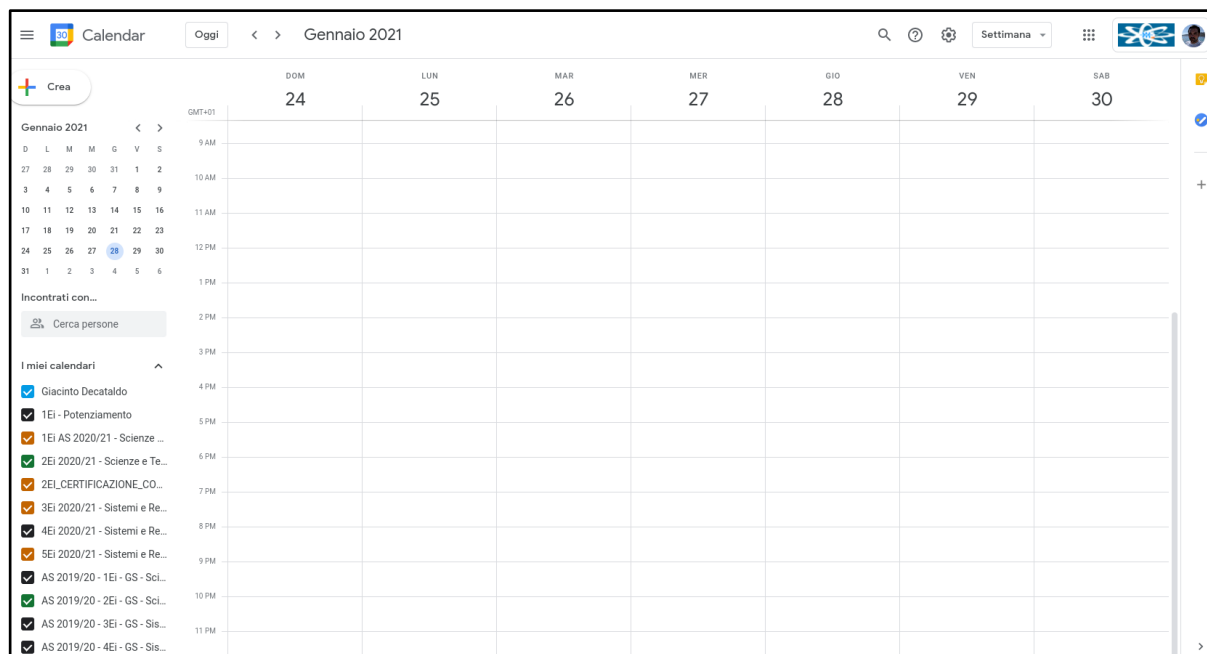 30 Calendar Oggi Gennaio 2021 Settimana
Crea
DOM LUN MAR MER GIO VEN SAB
24 25 26 27 28 29 30
GMT+01
Gennaio 2021
D L M M G V S
27 28 29 30 31 1 2
3 4 5 6 7 8 9
10 11 12 13 14 15 16
17 18 19 20 21 22 23
24 25 26 27 28 29 30
31 1 2 3 4 5 6
Incontrati con...
Cerca persone
I miei calendari
Giacinto Decataldo
1Ei - Potenziamento
1Ei AS 2020/21 - Scienze ...
2Ei 2020/21 - Scienze e Te...
2EI_CERTIFICAZIONE_CO...
3Ei 2020/21 - Sistemi e Re...
4Ei 2020/21 - Sistemi e Re...
5Ei 2020/21 - Sistemi e Re...
AS 2019/20 - 1Ei - GS - Sci...
AS 2019/20 - 2Ei - GS - Sci...
AS 2019/20 - 3Ei - GS - Sis...
AS 2019/20 - 4Ei - GS - Sis...
9 AM
10 AM
11 AM
12 PM
1 PM
2 PM
3 PM
4 PM
5 PM
6 PM
7 PM
8 PM
9 PM
10 PM
11 PM